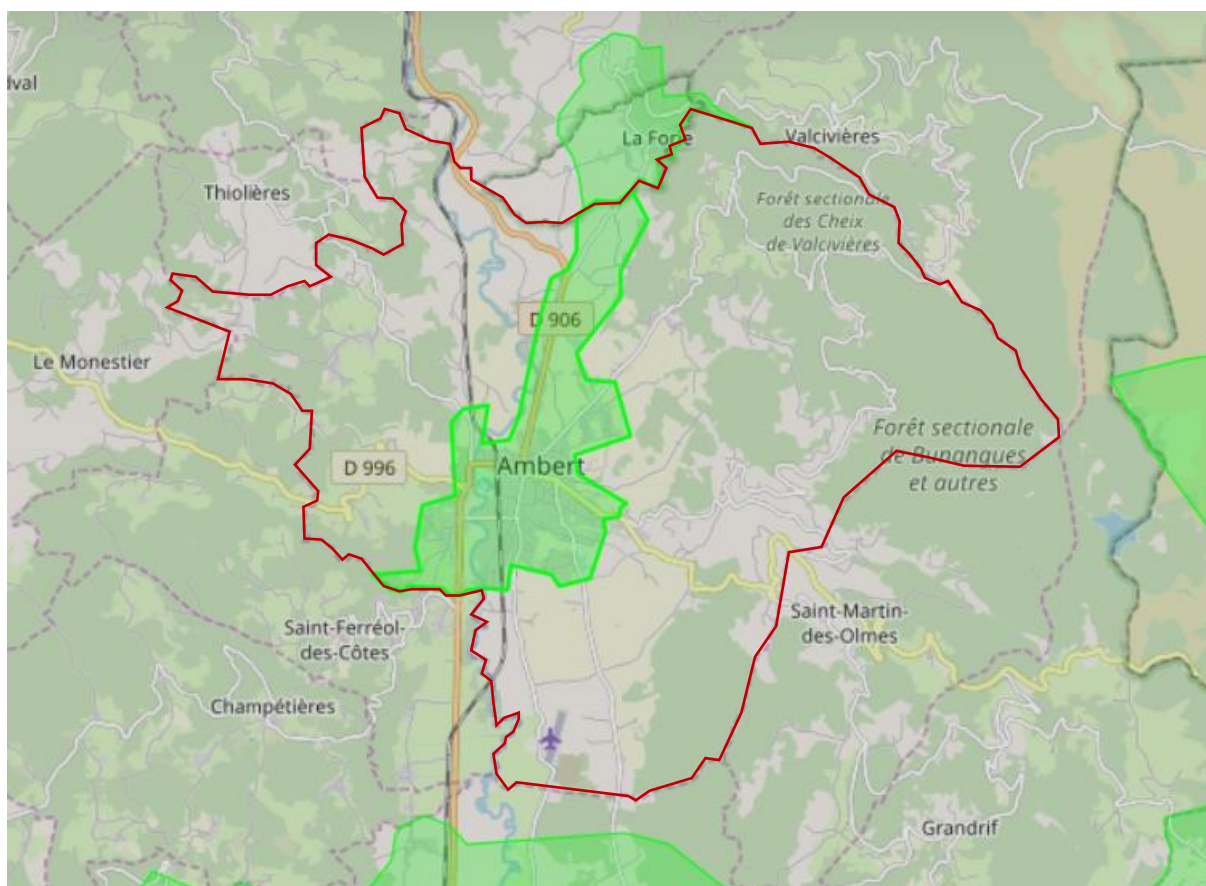 Valcivières
Thiolières
Forêt sectionale
des Cheix
de Valcivières
D 906
Le Monestier
Forêt sectionale
de Bunangues
et autres
D 996
Ambert
Saint-Martin-
des-Olmes
Saint-Ferréol-
des-Côtes
Champétières
Grandrif
La Forie